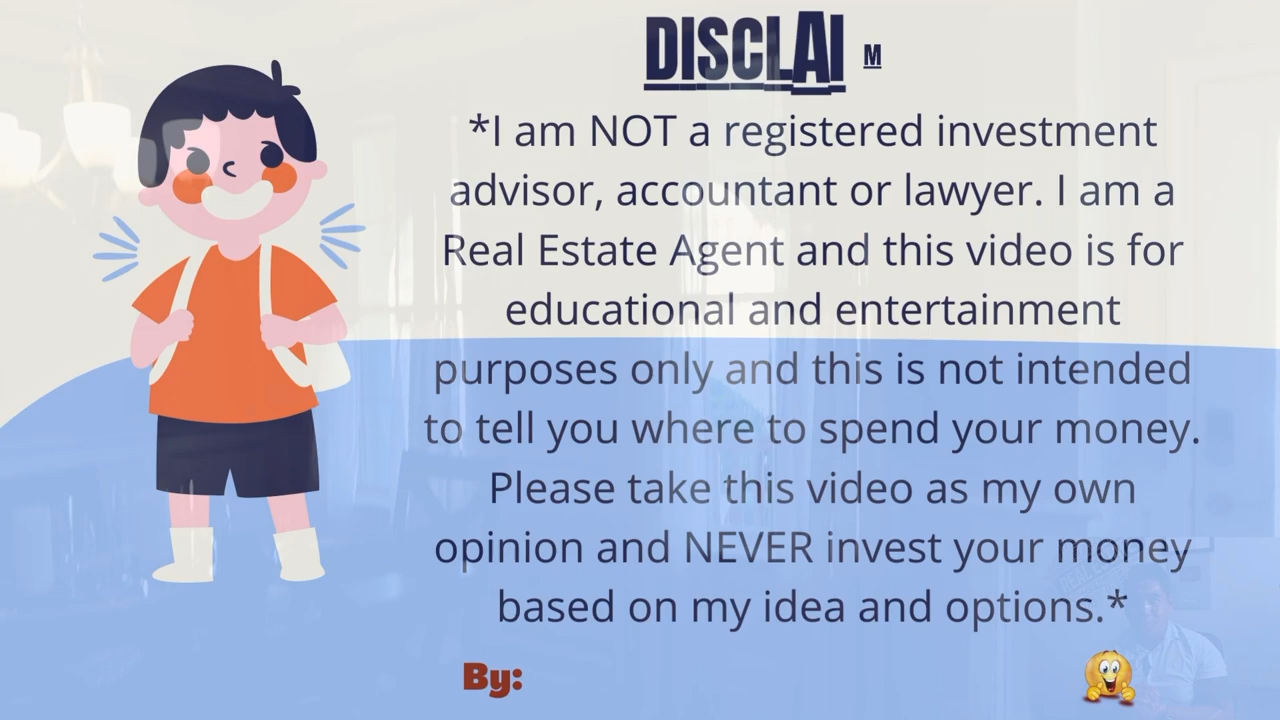 DISCLAI M
*I am NOT a registered investment
advisor, accountant or lawyer. I am a
Real Estate Agent and this video is for
educational and entertainment
purposes only and this is not intended
to tell you where to spend your money.
Please take this video as my own
opinion and NEVER invest your money
based on my idea and options.*
By: